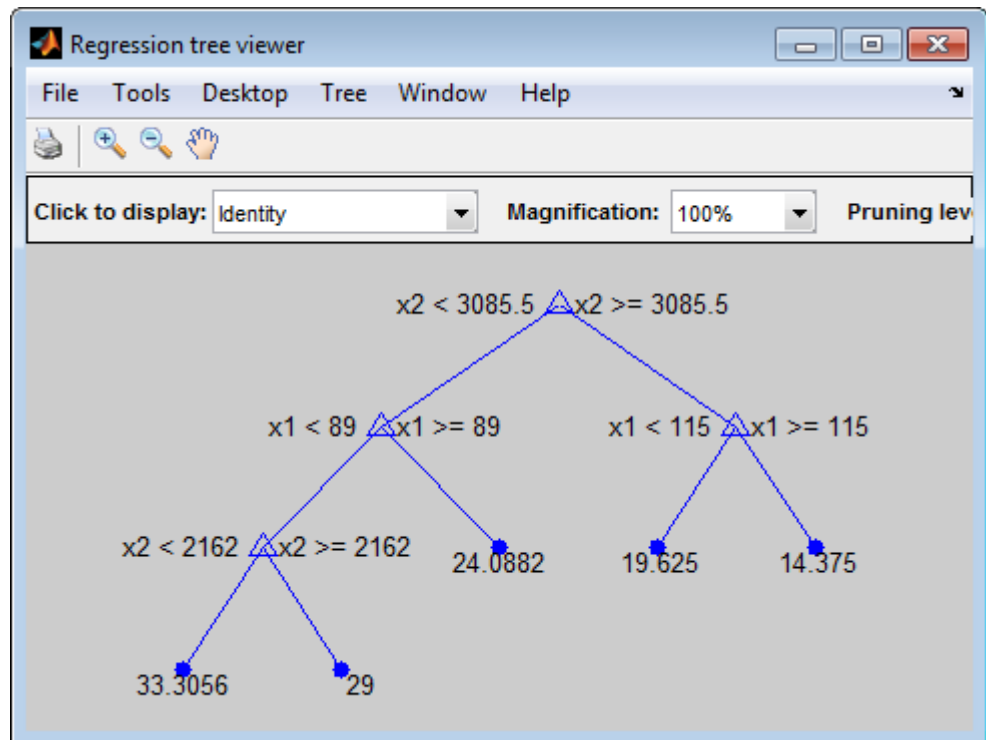 Regression tree viewer
File Tools Desktop Tree Window Help
Click to display: Identity Magnification: 100% Pruning lev
x2 < 3085.5 x2 >= 3085.5
x1 < 89 x1 >= 89 x1 < 115 x1 >= 115
x2 < 2162 x2 >= 2162 24.0882 19.625 14.375
33.3056 29